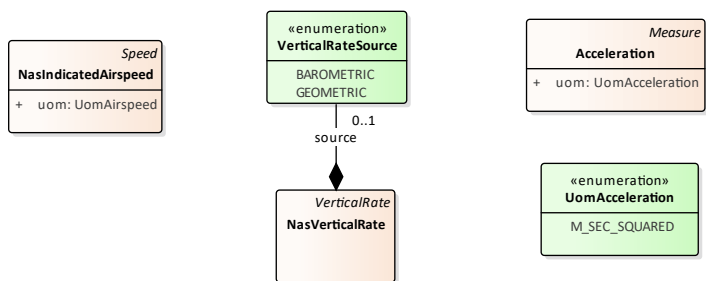 Speed
NasIndicatedAirspeed
+ uom: UomAirspeed
«enumeration»
VerticalRateSource
BAROMETRIC
GEOMETRIC
0..1
source
VerticalRate
NasVerticalRate
Measure
Acceleration
+ uom: UomAcceleration
«enumeration»
UomAcceleration
M_SEC_SQUARED